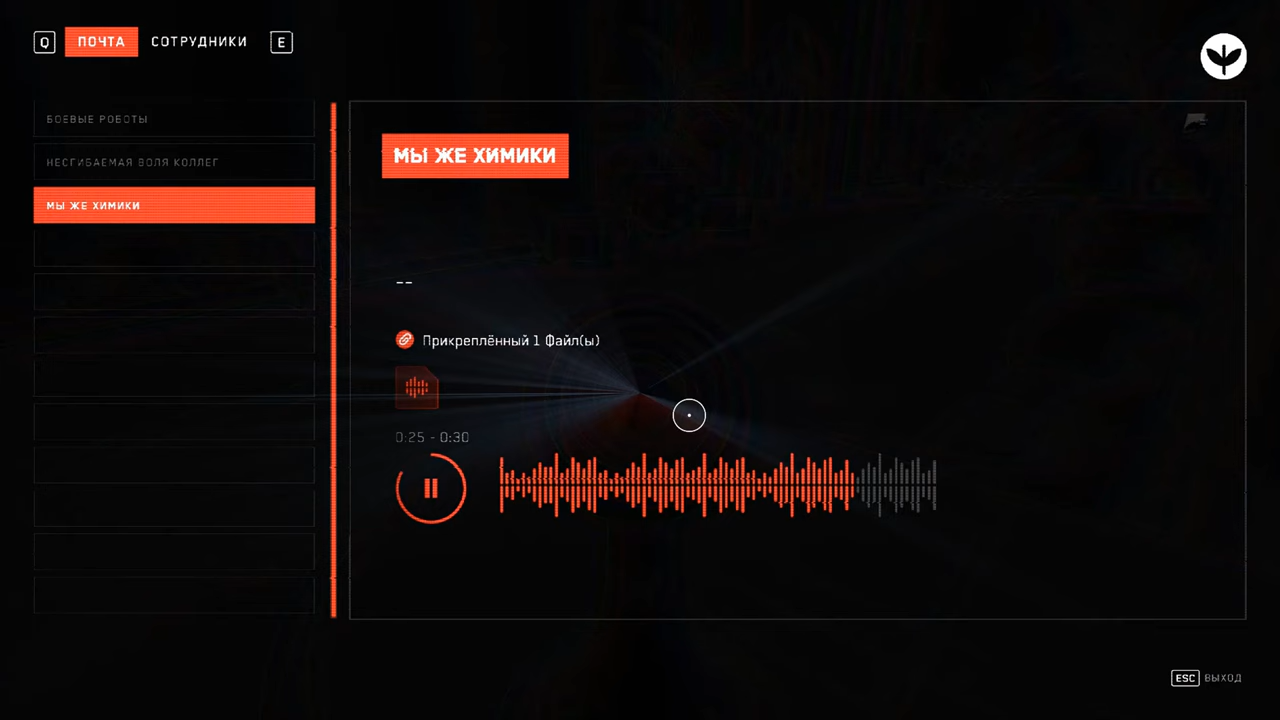 Q ПОЧТА СОТРУДНИКИ E
БОЕВЫЕ РОБОТЫ
НЕСГИБАЕМАЯ ВОЛЯ КОЛЛЕГ
МЫ ЖЕ ХИМИКИ
МЫ ЖЕ ХИМИКИ
--
Прикреплённый 1 Файл(ы)
0:25 - 0:30
ESC ВЫХОД